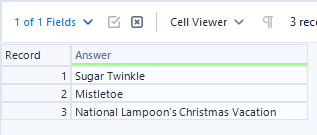 1 of 1 Fields Cell Viewer 3 reco
Record Answer
1 Sugar Twinkle
2 Mistletoe
3 National Lampoon's Christmas Vacation